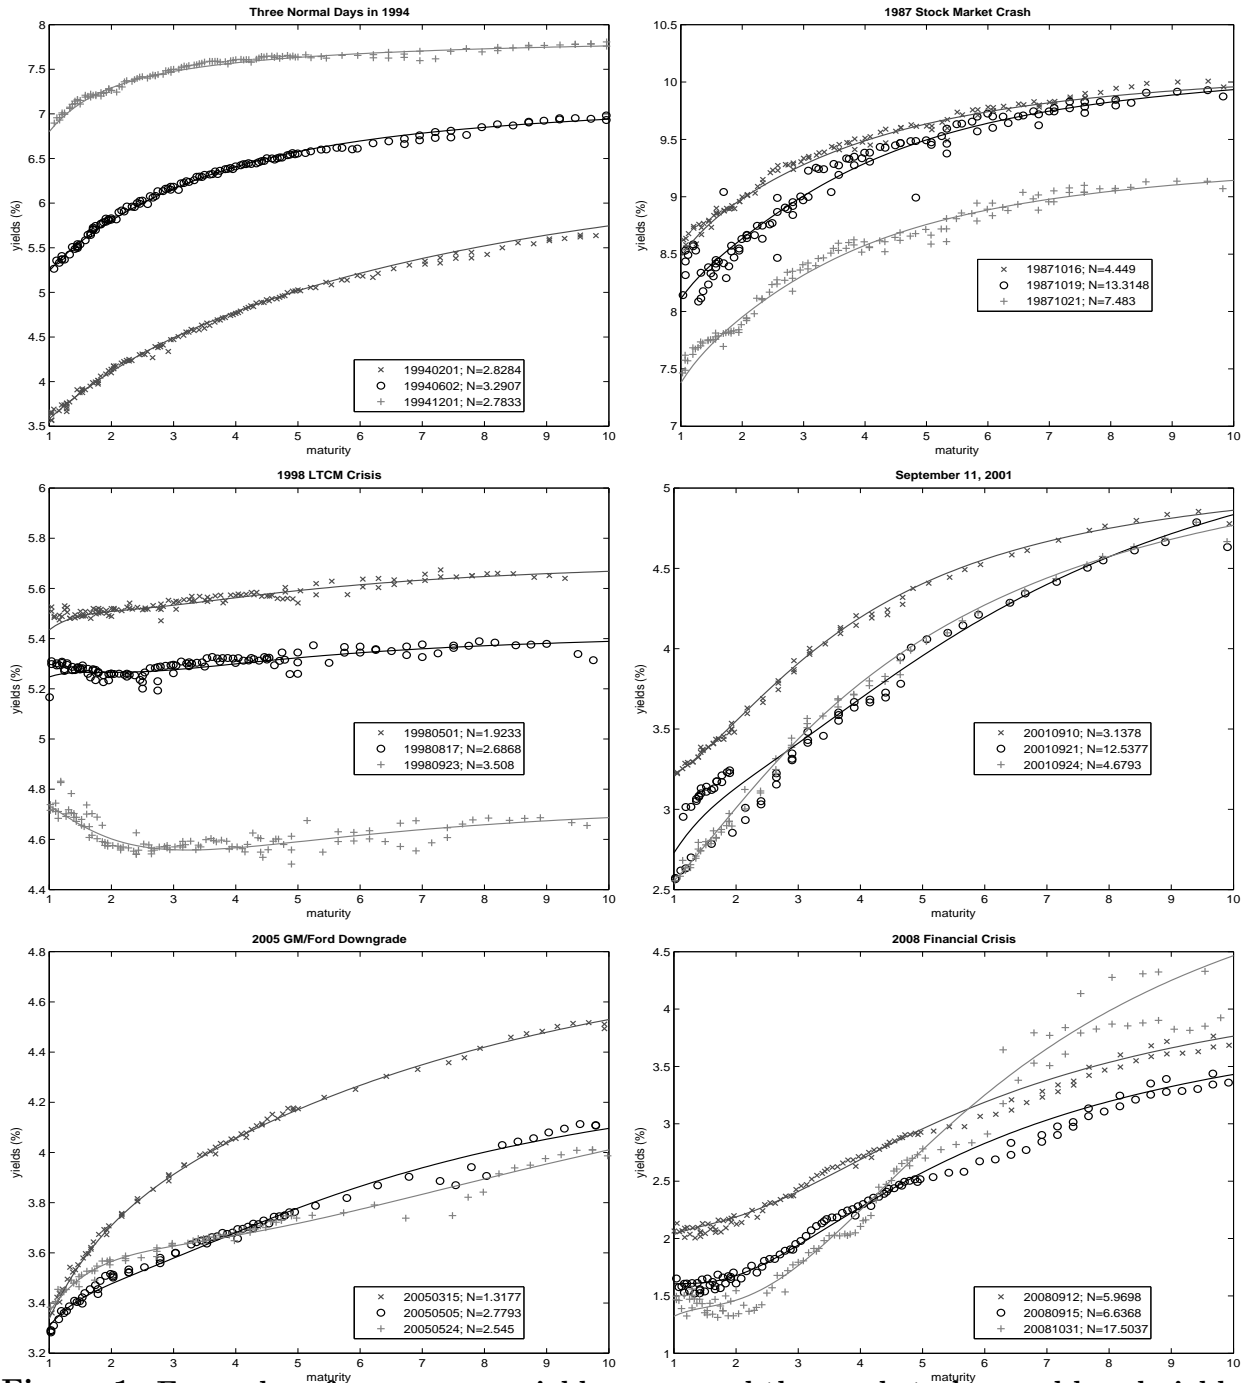 Three Normal Days in 1994
8
7.5
7
6.5
6
5.5
5
4.5
4
3.5
yields (%)
1 2 3 4 5 6 7 8 9 10
maturity
19940201; N=2.8284
19940602; N=3.2907
19941201; N=2.7833
1987 Stock Market Crash
10.5
10
9.5
9
8.5
8
7.5
7
yields (%)
1 2 3 4 5 6 7 8 9 10
maturity
19871016; N=4.449
19871019; N=13.3148
19871021; N=7.483
1998 LTCM Crisis
6
5.8
5.6
5.4
5.2
5
4.8
4.6
4.4
yields (%)
1 2 3 4 5 6 7 8 9 10
maturity
19980501; N=1.9233
19980817; N=2.6868
19980923; N=3.508
September 11, 2001
5
4.5
4
3.5
3
2.5
yields (%)
1 2 3 4 5 6 7 8 9 10
maturity
20010910; N=3.1378
20010921; N=12.5377
20010924; N=4.6793
2005 GM/Ford Downgrade
4.8
4.6
4.4
4.2
4
3.8
3.6
3.4
3.2
yields (%)
1 2 3 4 5 6 7 8 9 10
maturity
20050315; N=1.3177
20050505; N=2.7793
20050524; N=2.545
2008 Financial Crisis
4.5
4
3.5
3
2.5
2
1.5
1
yields (%)
1 2 3 4 5 6 7 8 9 10
maturity
20080912; N=5.9698
20080915; N=6.6368
20081031; N=17.5037